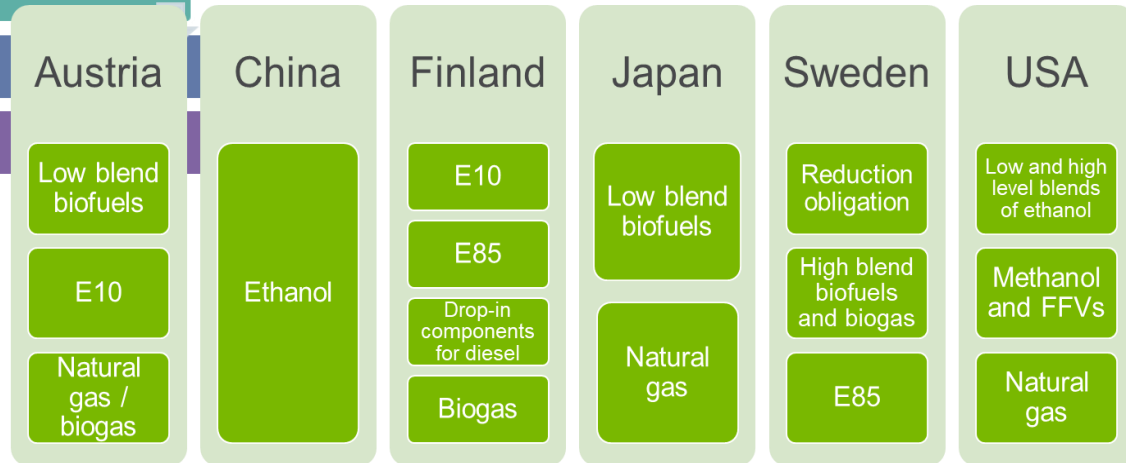 Austria
Low blend
biofuels
E10
Natural
gas /
biogas
China
Ethanol
Finland
E10
E85
Drop-in
components
for diesel
Biogas
Japan
Low blend
biofuels
Natural
gas
Sweden
Reduction
obligation
High blend
biofuels
and biogas
E85
USA
Low and high
level blends
of ethanol
Methanol
and FFVs
Natural
gas